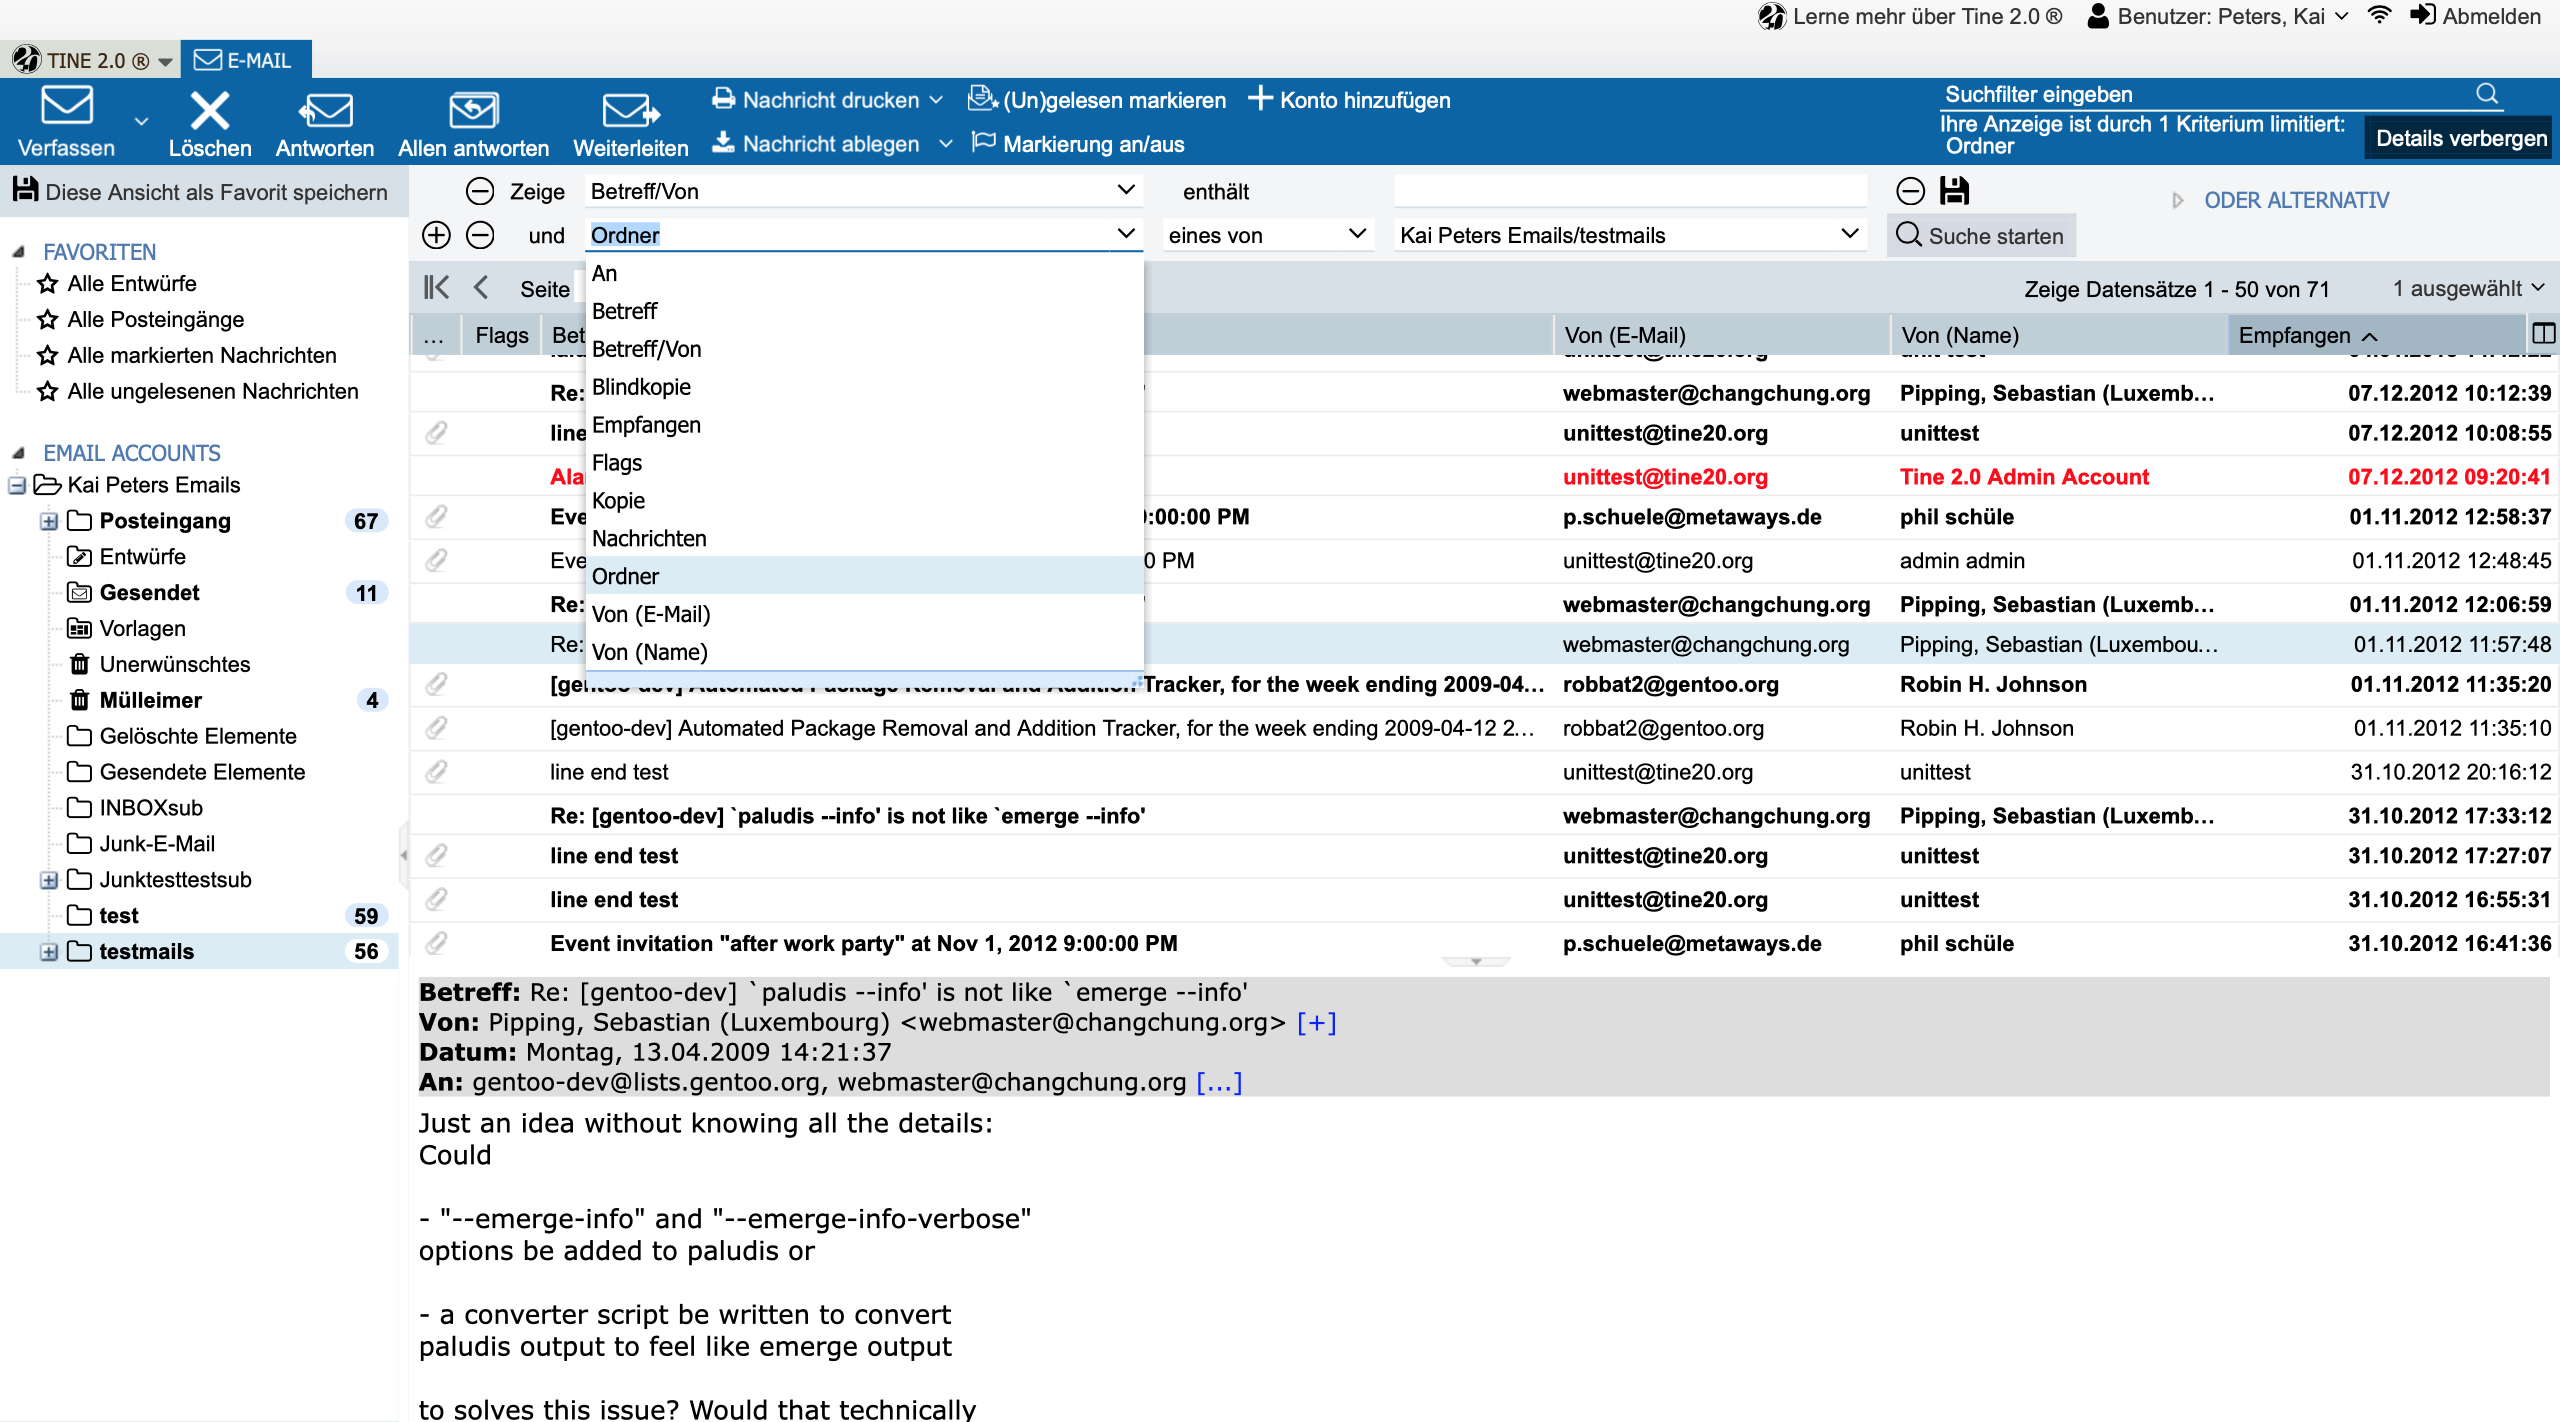 Lerne mehr über Tine 2.0 ® Benutzer: Peters, Kai Abmelden
TINE 2.0 ® E-MAIL
Verfassen Löschen Antworten Allen antworten Weiterleiten
Nachricht drucken (Un)gelesen markieren Konto hinzufügen
Nachricht ablegen Markierung an/aus
Suchfilter eingeben
Ihre Anzeige ist durch 1 Kriterium limitiert:
Ordner
Details verbergen
Diese Ansicht als Favorit speichern
FAVORITEN
Alle Entwürfe
Alle Posteingänge
Alle markierten Nachrichten
Alle ungelesenen Nachrichten
EMAIL ACCOUNTS
Kai Peters Emails
Posteingang 67
Entwürfe
Gesendet 11
Vorlagen
Unerwünschtes
Mülleimer 4
Gelöschte Elemente
Gesendete Elemente
INBOXsub
Junk-E-Mail
Junktesttestsub
test 59
testmails 56
Zeige Betreff/Von enthält
und Ordner eines von Kai Peters Emails/testmails Suche starten
ODER ALTERNATIV
An
Betreff
Betreff/Von
Blindkopie
Empfangen
Flags
Kopie
Nachrichten
Ordner
Von (E-Mail)
Von (Name)
Seite Zeige Datensätze 1 - 50 von 71 1 ausgewählt
... Flags Bet Von (E-Mail) Von (Name) Empfangen
Re: webmaster@changchung.org Pipping, Sebastian (Luxemb... 07.12.2012 10:12:39
line unittest@tine20.org unittest 07.12.2012 10:08:55
Ala unittest@tine20.org Tine 2.0 Admin Account 07.12.2012 09:20:41
Eve :00:00 PM p.schuele@metaways.de phil schüle 01.11.2012 12:58:37
Eve 0 PM unittest@tine20.org admin admin 01.11.2012 12:48:45
Re: webmaster@changchung.org Pipping, Sebastian (Luxemb... 01.11.2012 12:06:59
Re: webmaster@changchung.org Pipping, Sebastian (Luxembou... 01.11.2012 11:57:48
[gentoo-dev] Automated Package Removal and Addition Tracker, for the week ending 2009-04... robbat2@gentoo.org Robin H. Johnson 01.11.2012 11:35:20
[gentoo-dev] Automated Package Removal and Addition Tracker, for the week ending 2009-04-12 2... robbat2@gentoo.org Robin H. Johnson 01.11.2012 11:35:10
line end test unittest@tine20.org unittest 31.10.2012 20:16:12
Re: [gentoo-dev] `paludis --info' is not like `emerge --info' webmaster@changchung.org Pipping, Sebastian (Luxemb... 31.10.2012 17:33:12
line end test unittest@tine20.org unittest 31.10.2012 17:27:07
line end test unittest@tine20.org unittest 31.10.2012 16:55:31
Event invitation "after work party" at Nov 1, 2012 9:00:00 PM p.schuele@metaways.de phil schüle 31.10.2012 16:41:36
Betreff: Re: [gentoo-dev] `paludis --info' is not like `emerge --info'
Von: Pipping, Sebastian (Luxembourg) <webmaster@changchung.org> [+]
Datum: Montag, 13.04.2009 14:21:37
An: gentoo-dev@lists.gentoo.org, webmaster@changchung.org [...]
Just an idea without knowing all the details:
Could
- "--emerge-info" and "--emerge-info-verbose"
options be added to paludis or
- a converter script be written to convert
paludis output to feel like emerge output
to solves this issue? Would that technically